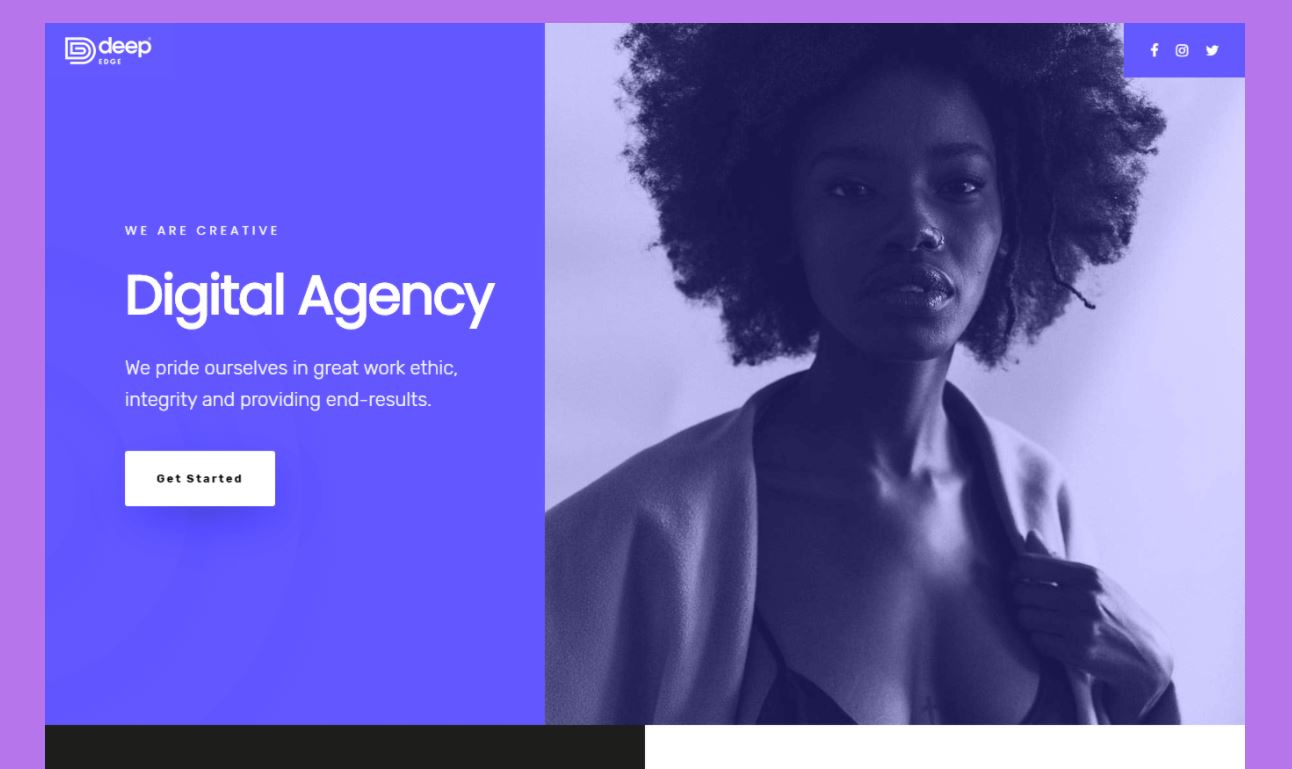 deep
EDGE
WE ARE CREATIVE
Digital Agency
We pride ourselves in great work ethic,
integrity and providing end-results.
Get Started